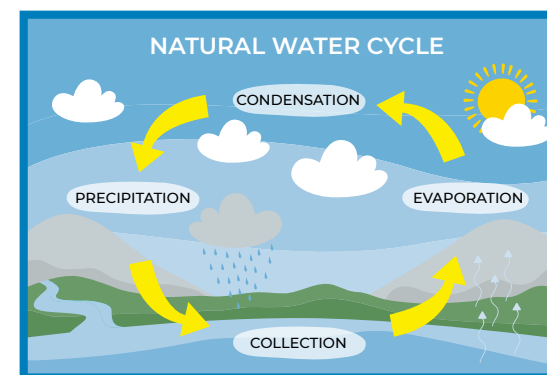 NATURAL WATER CYCLE
CONDENSATION
PRECIPITATION
EVAPORATION
COLLECTION